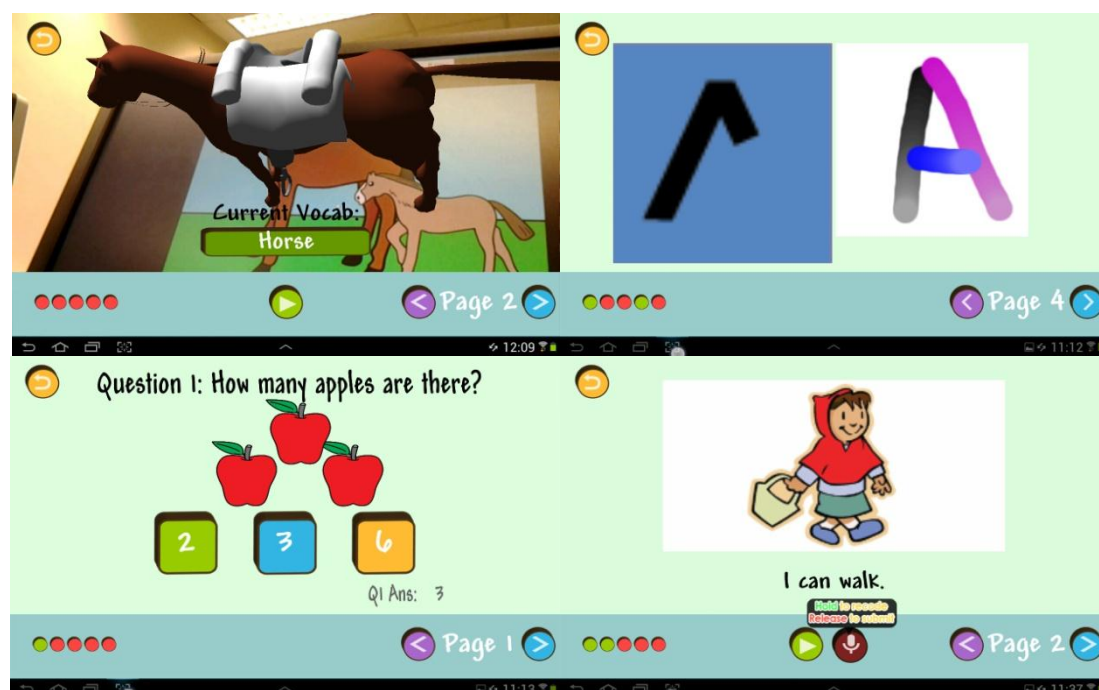 Current Vocab:
Horse
Page 2
12:09
A
Page 4
11:12
Question 1: How many apples are there?
2
3
6
Q1 Ans: 3
Page 1
11:13
I can walk.
Hold to recode
Release to submit
Page 2
11:27